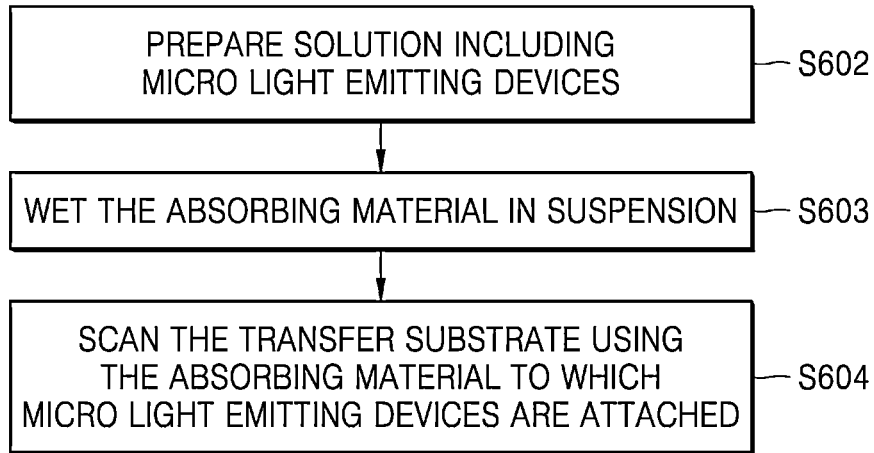 PREPARE SOLUTION INCLUDING
MICRO LIGHT EMITTING DEVICES
S602
WET THE ABSORBING MATERIAL IN SUSPENSION
S603
SCAN THE TRANSFER SUBSTRATE USING
THE ABSORBING MATERIAL TO WHICH
MICRO LIGHT EMITTING DEVICES ARE ATTACHED
S604